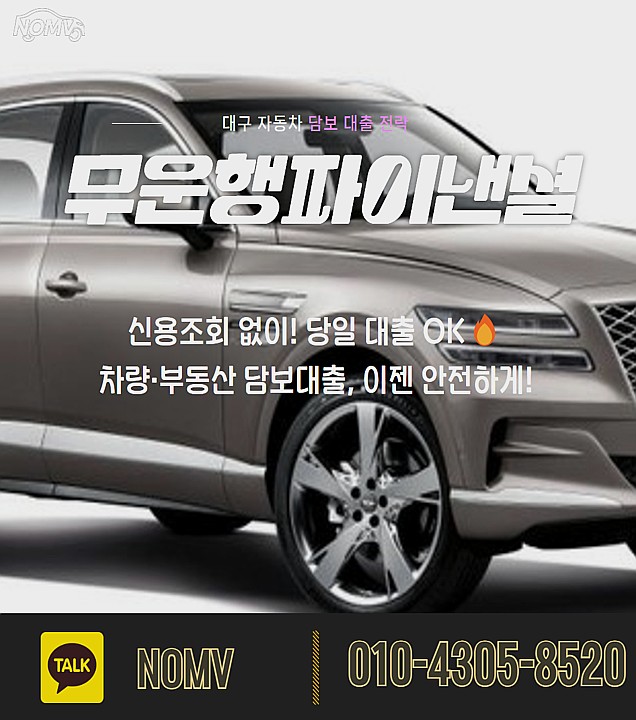 NOMV
대구 자동차 담보 대출 전략
무운행파이낸셜
신용조회 없이! 당일 대출 OK🔥
차량·부동산 담보대출, 이젠 안전하게!
TALK
NOMV
010-4305-8520